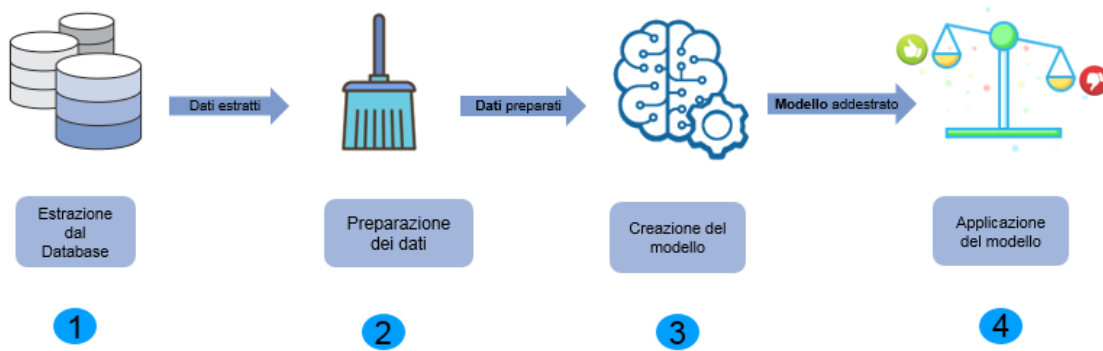 Dati estratti
Dati preparati
Modello addestrato
Estrazione
dal
Database
Preparazione
dei dati
Creazione del
modello
Applicazione
del modello
1
2
3
4